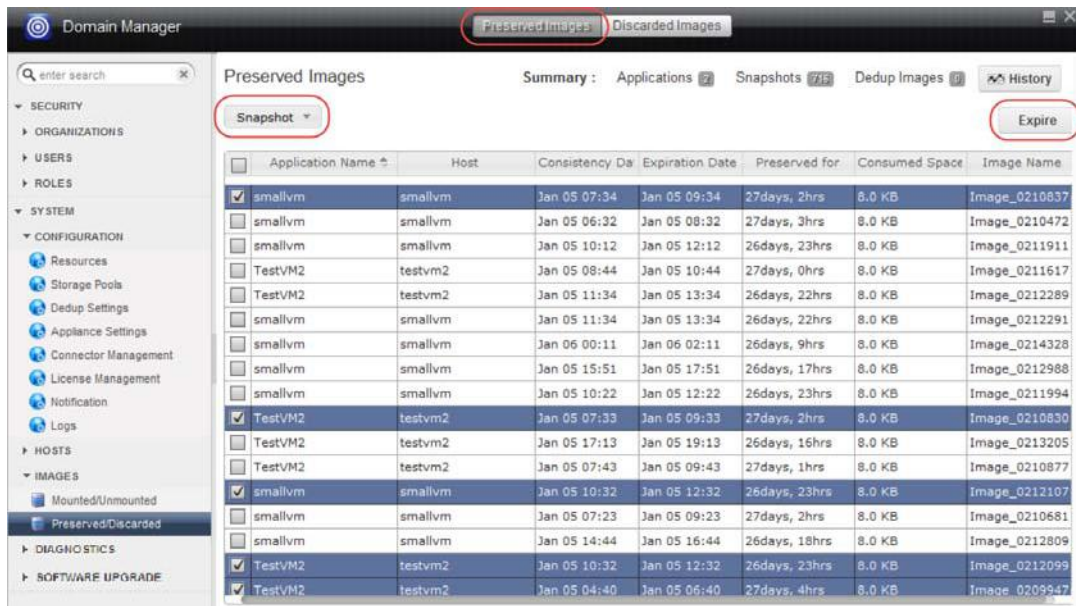 Domain Manager
Preserved Images Discarded Images
enter search
Preserved Images Summary : Applications 2 Snapshots 715 Dedup Images 0 History
SECURITY
Snapshot Expire
ORGANIZATIONS
USERS
ROLES
SYSTEM
CONFIGURATION
Resources
Storage Pools
Dedup Settings
Appliance Settings
Connector Management
License Management
Notification
Logs
HOSTS
IMAGES
Mounted/Unmounted
Preserved/Discarded
DIAGNOSTICS
SOFTWARE UPGRADE
Application Name Host Consistency Da Expiration Date Preserved for Consumed Space Image Name
smallvm smallvm Jan 05 07:34 Jan 05 09:34 27days, 2hrs 8.0 KB Image_0210837
smallvm smallvm Jan 05 06:32 Jan 05 08:32 27days, 3hrs 8.0 KB Image_0210472
smallvm smallvm Jan 05 10:12 Jan 05 12:12 26days, 23hrs 8.0 KB Image_0211911
TestVM2 testvm2 Jan 05 08:44 Jan 05 10:44 27days, 0hrs 8.0 KB Image_0211617
TestVM2 testvm2 Jan 05 11:34 Jan 05 13:34 26days, 22hrs 8.0 KB Image_0212289
smallvm smallvm Jan 05 11:34 Jan 05 13:34 26days, 22hrs 8.0 KB Image_0212291
smallvm smallvm Jan 06 00:11 Jan 06 02:11 26days, 9hrs 8.0 KB Image_0214328
smallvm smallvm Jan 05 15:51 Jan 05 17:51 26days, 17hrs 8.0 KB Image_0212988
smallvm smallvm Jan 05 10:22 Jan 05 12:22 26days, 23hrs 8.0 KB Image_0211994
TestVM2 testvm2 Jan 05 07:33 Jan 05 09:33 27days, 2hrs 8.0 KB Image_0210830
TestVM2 testvm2 Jan 05 17:13 Jan 05 19:13 26days, 16hrs 8.0 KB Image_0213205
TestVM2 testvm2 Jan 05 07:43 Jan 05 09:43 27days, 1hrs 8.0 KB Image_0210877
smallvm smallvm Jan 05 10:32 Jan 05 12:32 26days, 23hrs 8.0 KB Image_0212107
smallvm smallvm Jan 05 07:23 Jan 05 09:23 27days, 2hrs 8.0 KB Image_0210681
smallvm smallvm Jan 05 14:44 Jan 05 16:44 26days, 18hrs 8.0 KB Image_0212809
TestVM2 testvm2 Jan 05 10:32 Jan 05 12:32 26days, 23hrs 8.0 KB Image_0212099
TestVM2 testvm2 Jan 05 04:40 Jan 05 06:40 27days, 4hrs 8.0 KB Image_0209947